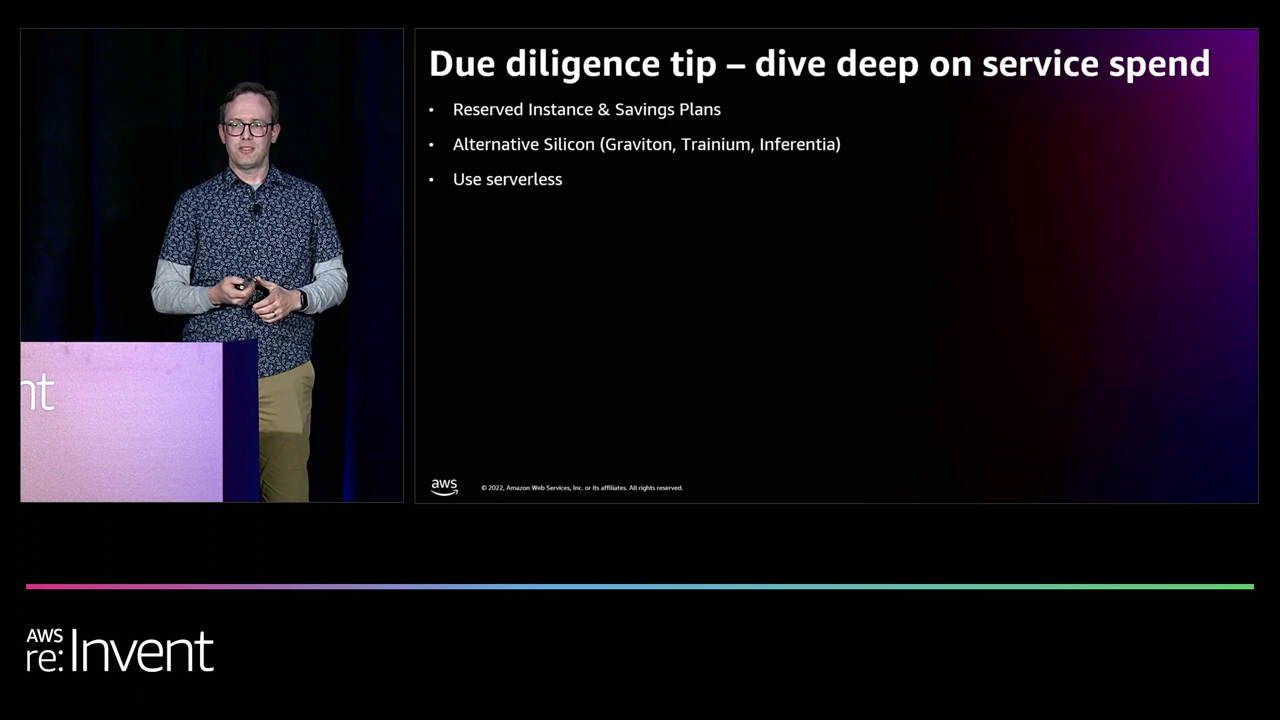 Due diligence tip – dive deep on service spend
• Reserved Instance & Savings Plans
• Alternative Silicon (Graviton, Trainium, Inferentia)
• Use serverless
aws
© 2022, Amazon Web Services, Inc. or its affiliates. All rights reserved.
nt
AWS
re:Invent